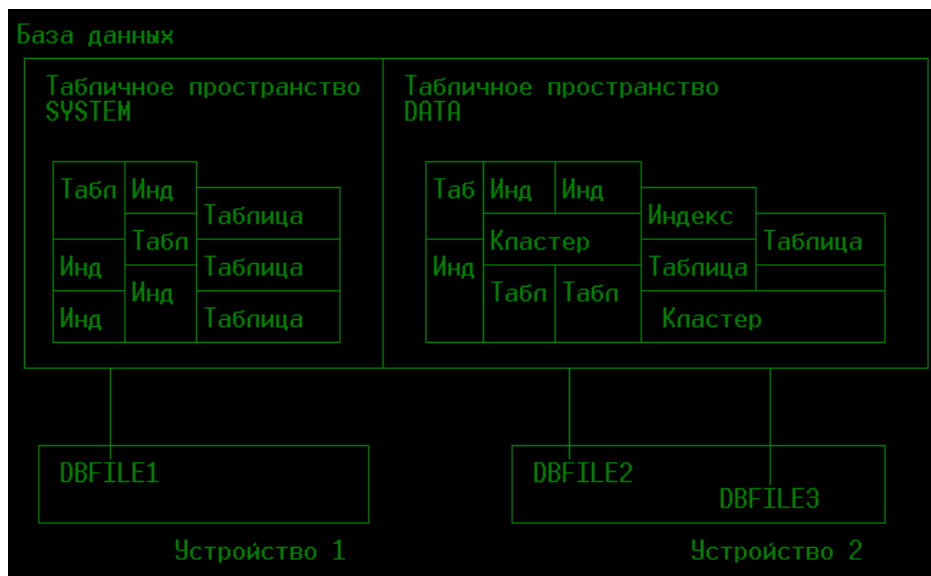 База данных
Табличное пространство
SYSTEM
Табл Инд
Таблица
Табл
Инд
Таблица
Инд
Инд
Таблица
Табличное пространство
DATA
Таб Инд Инд
Индекс
Кластер
Таблица
Инд
Таблица
Табл Табл
Кластер
DBFILE1
Устройство 1
DBFILE2
DBFILE3
Устройство 2